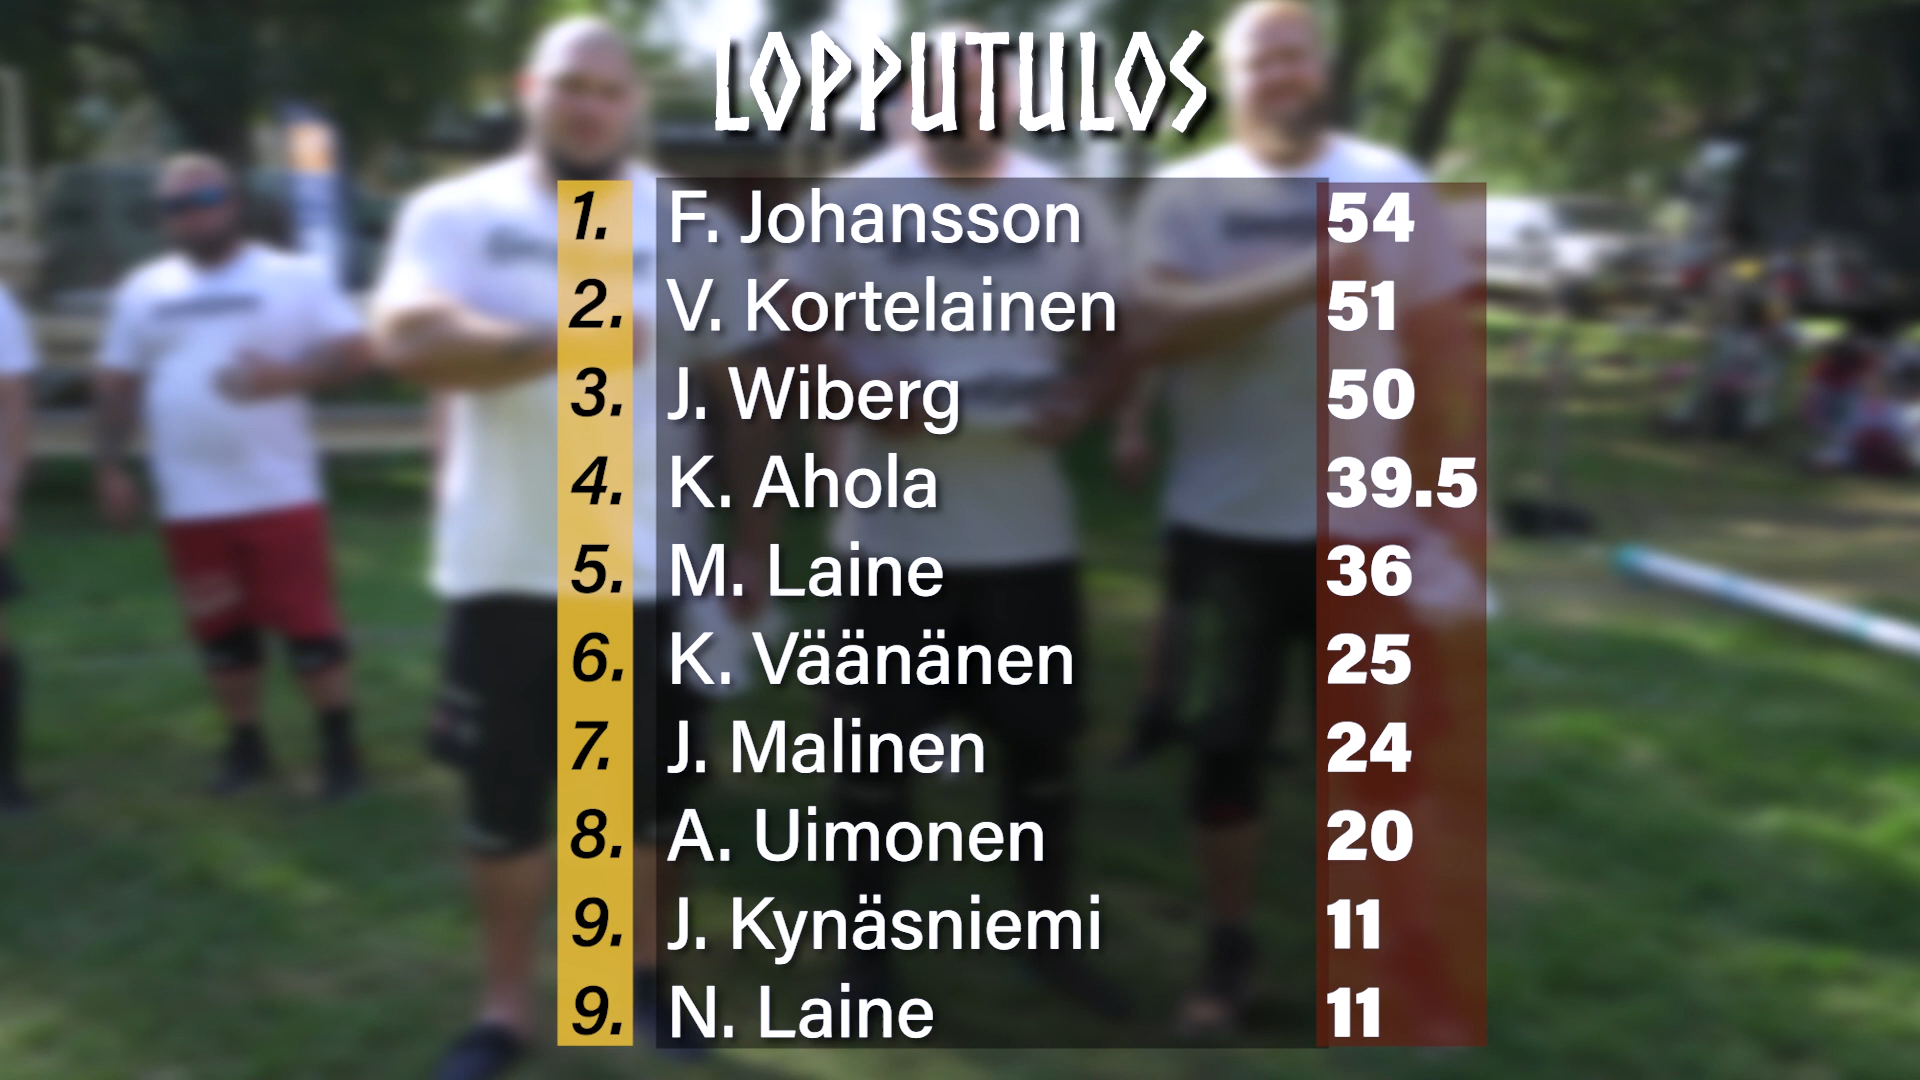 LOPPUTULOS
1. F. Johansson 54
2. V. Kortelainen 51
3. J. Wiberg 50
4. K. Ahola 39.5
5. M. Laine 36
6. K. Väänänen 25
7. J. Malinen 24
8. A. Uimonen 20
9. J. Kynäsniemi 11
9. N. Laine 11